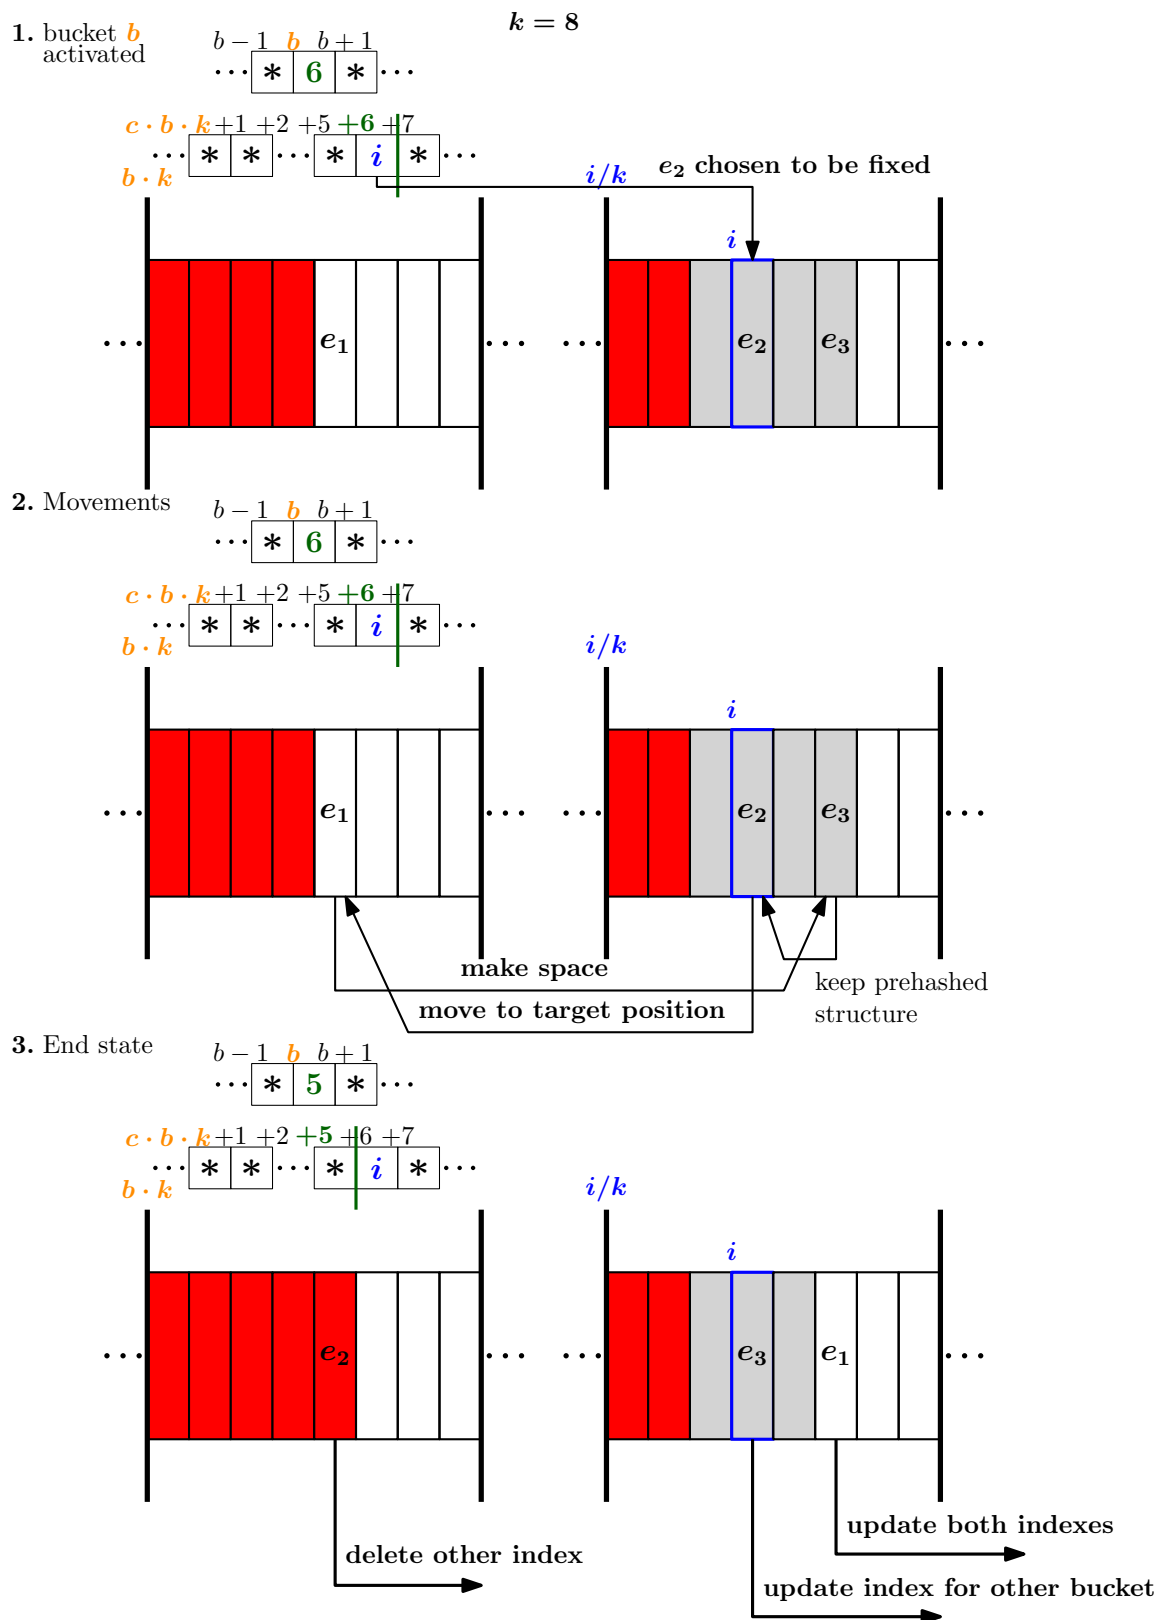 k = 8
1. bucket b
activated
b − 1 b b + 1
··· * 6 * ···
c · b · k +1 +2 +5 +6 +7
··· * * ··· * i * ···
b · k
i/k
e₂ chosen to be fixed
i
··· e₁ ··· ··· e₂ e₃ ···
2. Movements
b − 1 b b + 1
··· * 6 * ···
c · b · k +1 +2 +5 +6 +7
··· * * ··· * i * ···
b · k
i/k
i
··· e₁ ··· ··· e₂ e₃ ···
make space
keep prehashed
structure
move to target position
3. End state
b − 1 b b + 1
··· * 5 * ···
c · b · k +1 +2 +5 +6 +7
··· * * ··· * i * ···
b · k
i/k
i
··· e₂ ··· ··· e₃ e₁ ···
update both indexes
delete other index
update index for other bucket